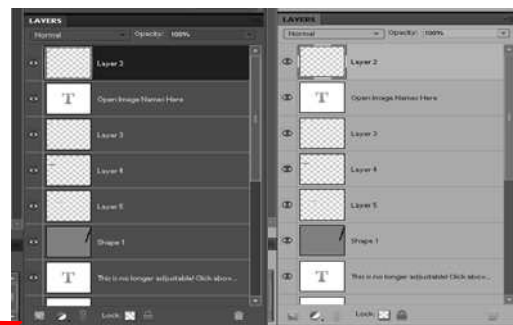 LAYERS
Normal Opacity: 100%
Layer 2
T
Open Image Names Here
Layer 3
Layer 4
Layer 5
Shape 1
T
This is no longer adjustable! Click abov...
Lock:
LAYERS
Normal Opacity: 100%
Layer 2
T
Open Image Names Here
Layer 3
Layer 4
Layer 5
Shape 1
T
This is no longer adjustable! Click abov...
Lock: